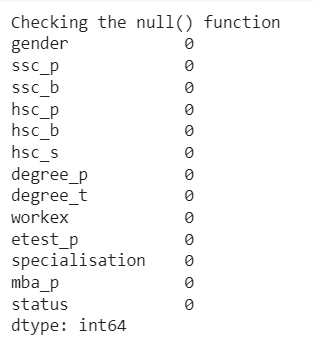 Checking the null() function
gender 0
ssc_p 0
ssc_b 0
hsc_p 0
hsc_b 0
hsc_s 0
degree_p 0
degree_t 0
workex 0
etest_p 0
specialisation 0
mba_p 0
status 0
dtype: int64